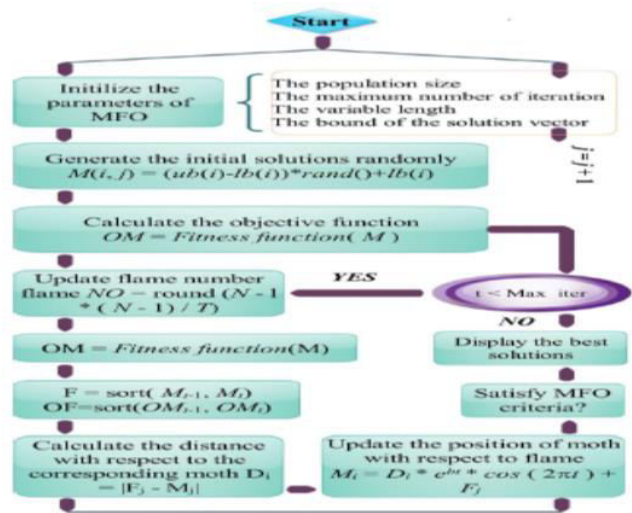 Start
Initilize the
parameters of
MFO
The population size
The maximum number of iteration
The variable length
The bound of the solution vector
j=j+1
Generate the initial solutions randomly
M(i, j) = (ub(i)-lb(i))*rand()+lb(i)
Calculate the objective function
OM = Fitness function( M )
Update flame number
flame NO = round (N - 1
* ( N - 1) / T)
YES
t < Max iter
NO
OM = Fitness function(M)
Display the best
solutions
F = sort( Mₜ₋₁, Mₜ)
OF=sort(OMₜ₋₁, OMₜ)
Satisfy MFO
criteria?
Calculate the distance
with respect to the
corresponding moth Dᵢ
= |Fⱼ - Mⱼ|
Update the position of moth
with respect to flame
Mᵢ = Dᵢ * eᵇᵗ * cos ( 2πt ) +
Fⱼ